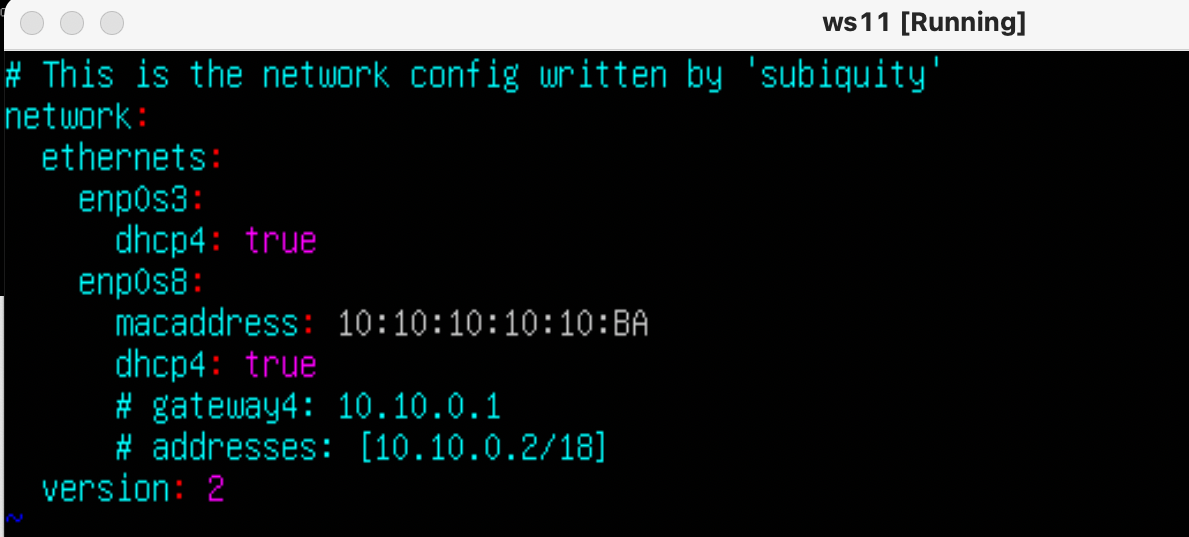 ws11 [Running]
# This is the network config written by 'subiquity'
network:
  ethernets:
    enp0s3:
      dhcp4: true
    enp0s8:
      macaddress: 10:10:10:10:10:BA
      dhcp4: true
      # gateway4: 10.10.0.1
      # addresses: [10.10.0.2/18]
  version: 2
~